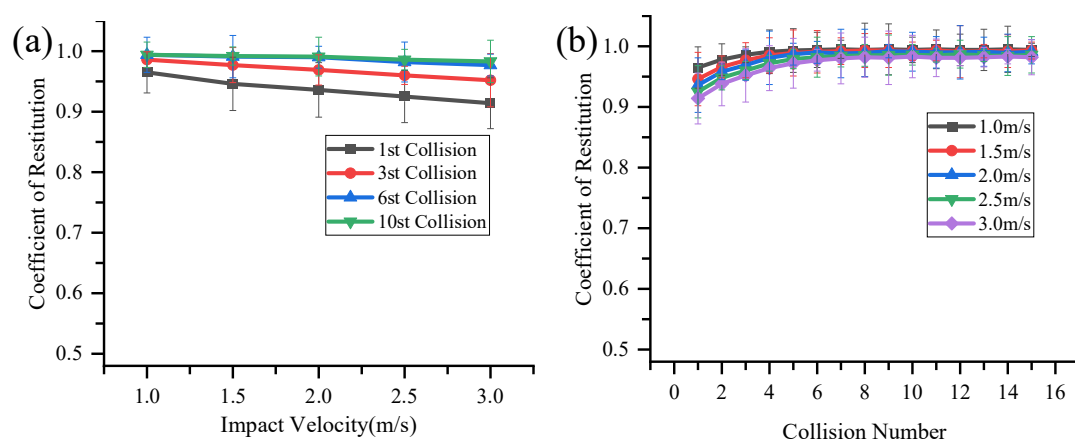 (a)
Coefficient of Restitution
1.0
0.9
0.8
0.7
0.6
0.5
1st Collision
3st Collision
6st Collision
10st Collision
1.0 1.5 2.0 2.5 3.0
Impact Velocity(m/s)
(b)
Coefficient of Restitution
1.0
0.9
0.8
0.7
0.6
0.5
1.0m/s
1.5m/s
2.0m/s
2.5m/s
3.0m/s
0 2 4 6 8 10 12 14 16
Collision Number